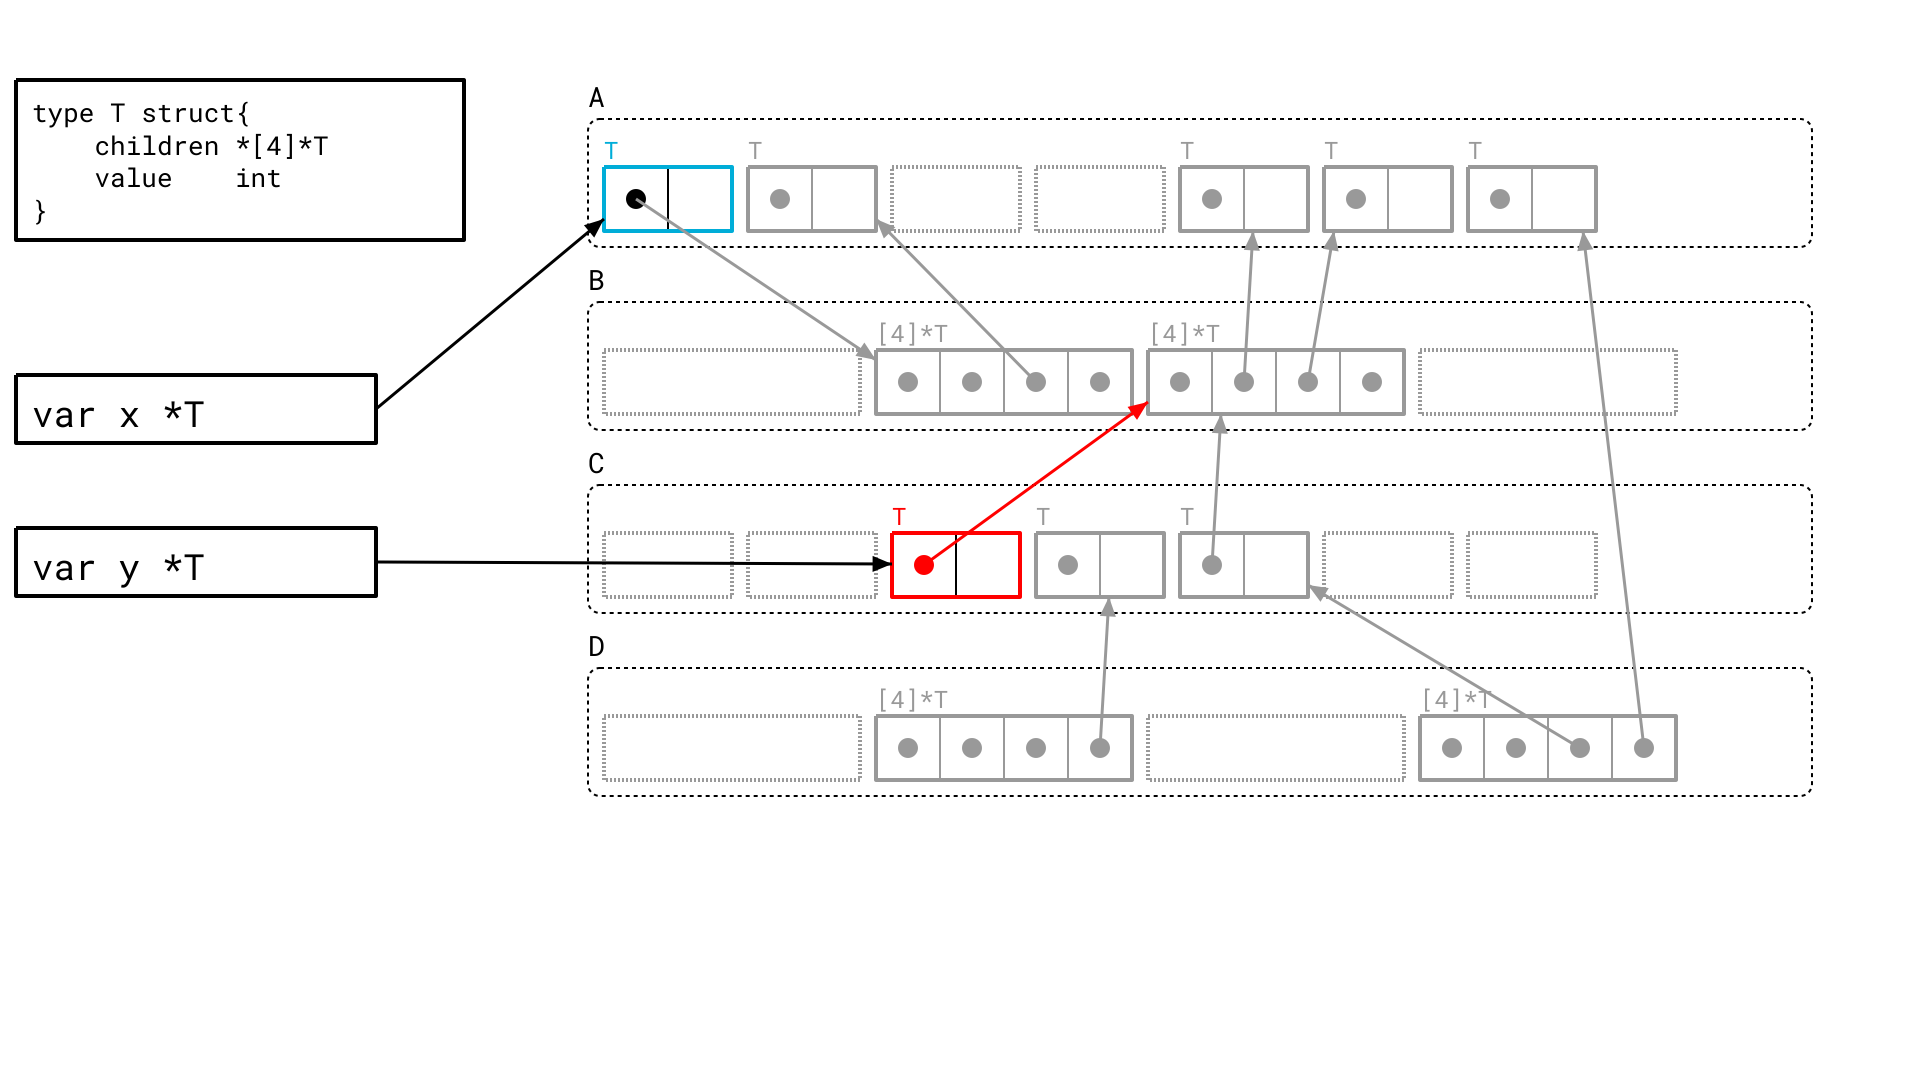 type T struct{
    children *[4]*T
    value    int
}
var x *T
var y *T
A
T T T T T
B
[4]*T [4]*T
C
T T T
D
[4]*T [4]*T